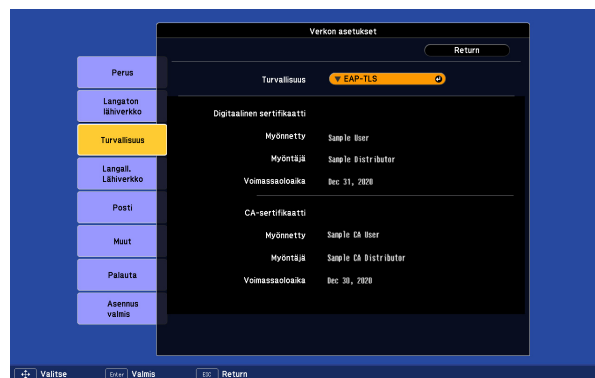 Verkon asetukset
Return
Perus
Langaton
lähiverkko
Turvallisuus
Langall.
Lähiverkko
Posti
Muut
Palauta
Asennus
valmis
Turvallisuus ▼ EAP-TLS
Digitaalinen sertifikaatti
Myönnetty Sample User
Myöntäjä Sample Distributor
Voimassaoloaika Dec 31, 2020
CA-sertifikaatti
Myönnetty Sample CA User
Myöntäjä Sample CA Distributor
Voimassaoloaika Dec 30, 2020
Valitse Enter Valmis ESC Return